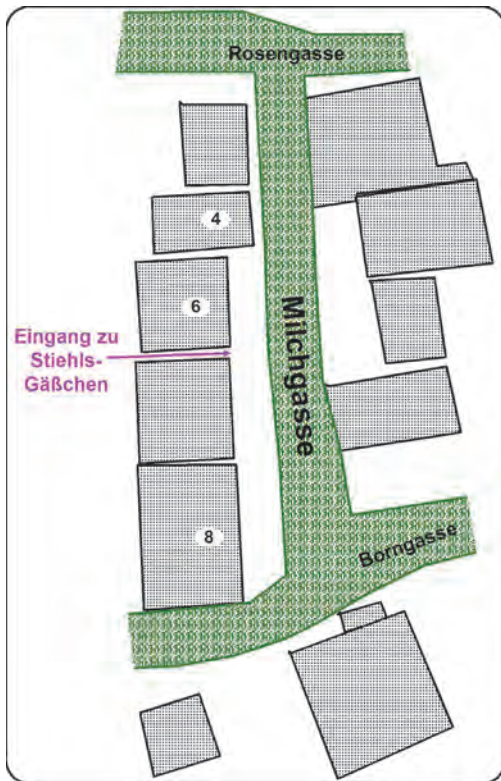 Rosengasse
4
6
Eingang zu
Stiehls-
Gäßchen
Milchgasse
8
Borngasse